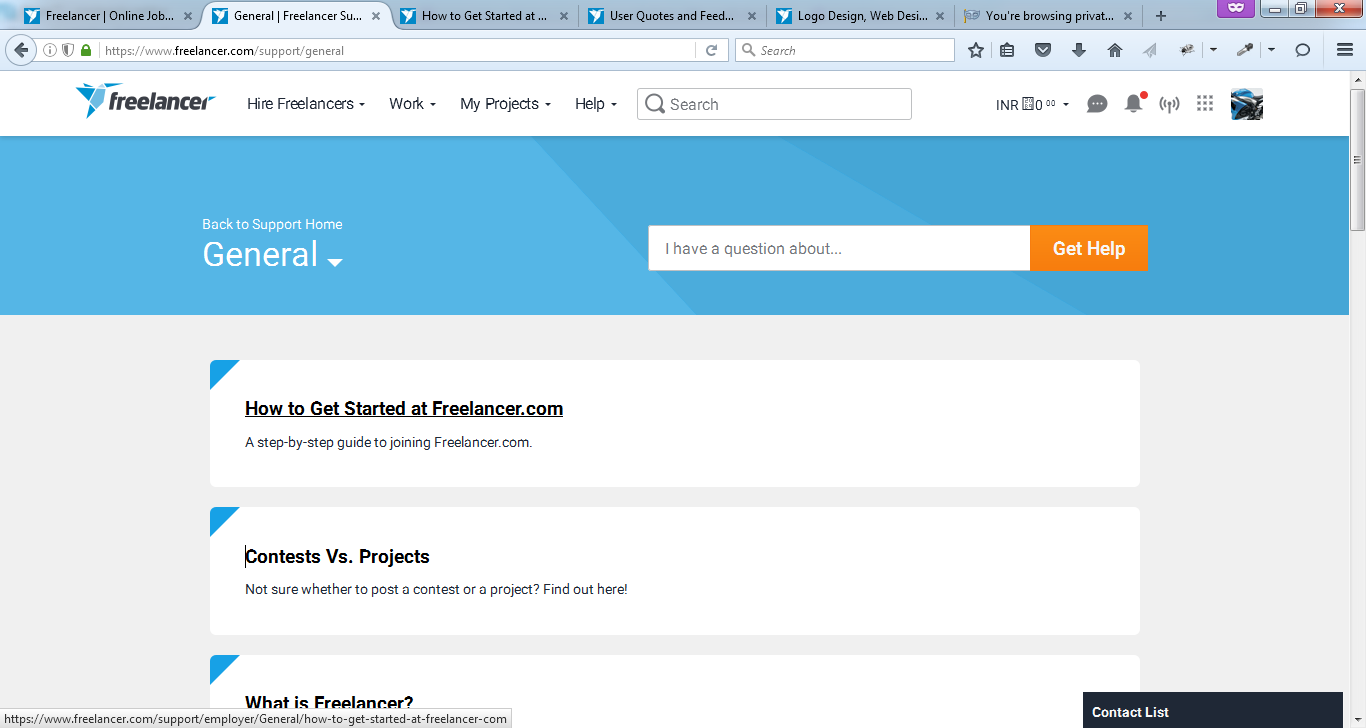 Freelancer | Online Job...
General | Freelancer Su...
How to Get Started at ...
User Quotes and Feed...
Logo Design, Web Desi...
You're browsing privat...
https://www.freelancer.com/support/general
Search
freelancer
Hire Freelancers
Work
My Projects
Help
Search
INR 0 00
Back to Support Home
General
I have a question about...
Get Help
How to Get Started at Freelancer.com
A step-by-step guide to joining Freelancer.com.
Contests Vs. Projects
Not sure whether to post a contest or a project? Find out here!
What is Freelancer?
https://www.freelancer.com/support/employer/General/how-to-get-started-at-freelancer-com
Contact List